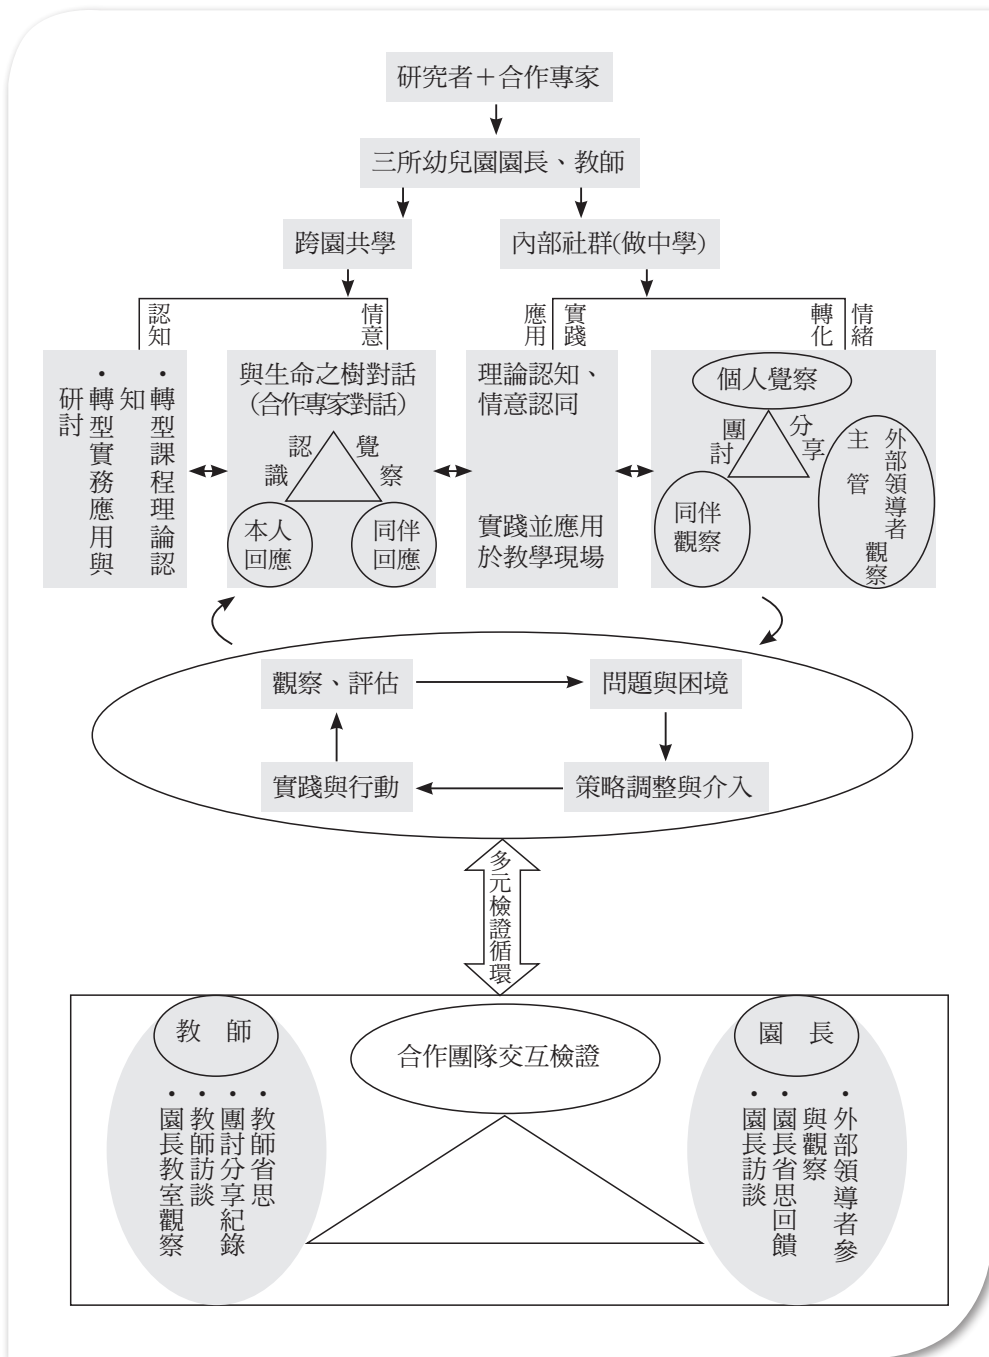 研究者＋合作專家
三所幼兒園園長、教師
跨園共學
內部社群(做中學)
認知
情意
應用
實踐
轉化
情緒
・轉型課程理論認
知
・轉型實務應用與
研討
與生命之樹對話
（合作專家對話）
認識
覺察
本人
回應
同伴
回應
理論認知、
情意認同
實踐並應用
於教學現場
個人覺察
團討
分享
同伴
觀察
外部領導者
主管
觀察
觀察、評估
問題與困境
實踐與行動
策略調整與介入
多元檢證循環
教　師
・教師省思
・團討分享紀錄
・教師訪談
・園長教室觀察
合作團隊交互檢證
園　長
・外部領導者參
與觀察
・園長省思回饋
・園長訪談